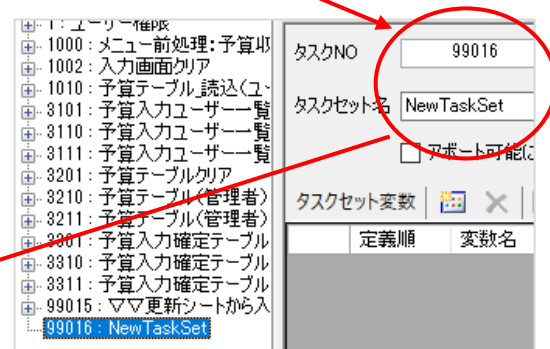 1：ユーザー権限
1000：メニュー前処理：予算収
1002：入力画面クリア
1010：予算テーブル_読込(ユ
3101：予算入力ユーザー一覧
3110：予算入力ユーザー一覧
3111：予算入力ユーザー一覧
3201：予算テーブルクリア
3210：予算テーブル(管理者)
3211：予算テーブル(管理者)
3301：予算入力確定テーブル
3310：予算入力確定テーブル
3311：予算入力確定テーブル
99015：▽▽更新シートから入
99016：NewTaskSet
タスクNO 99016
タスクセット名 NewTaskSet
アボート可能に
タスクセット変数
定義順 変数名